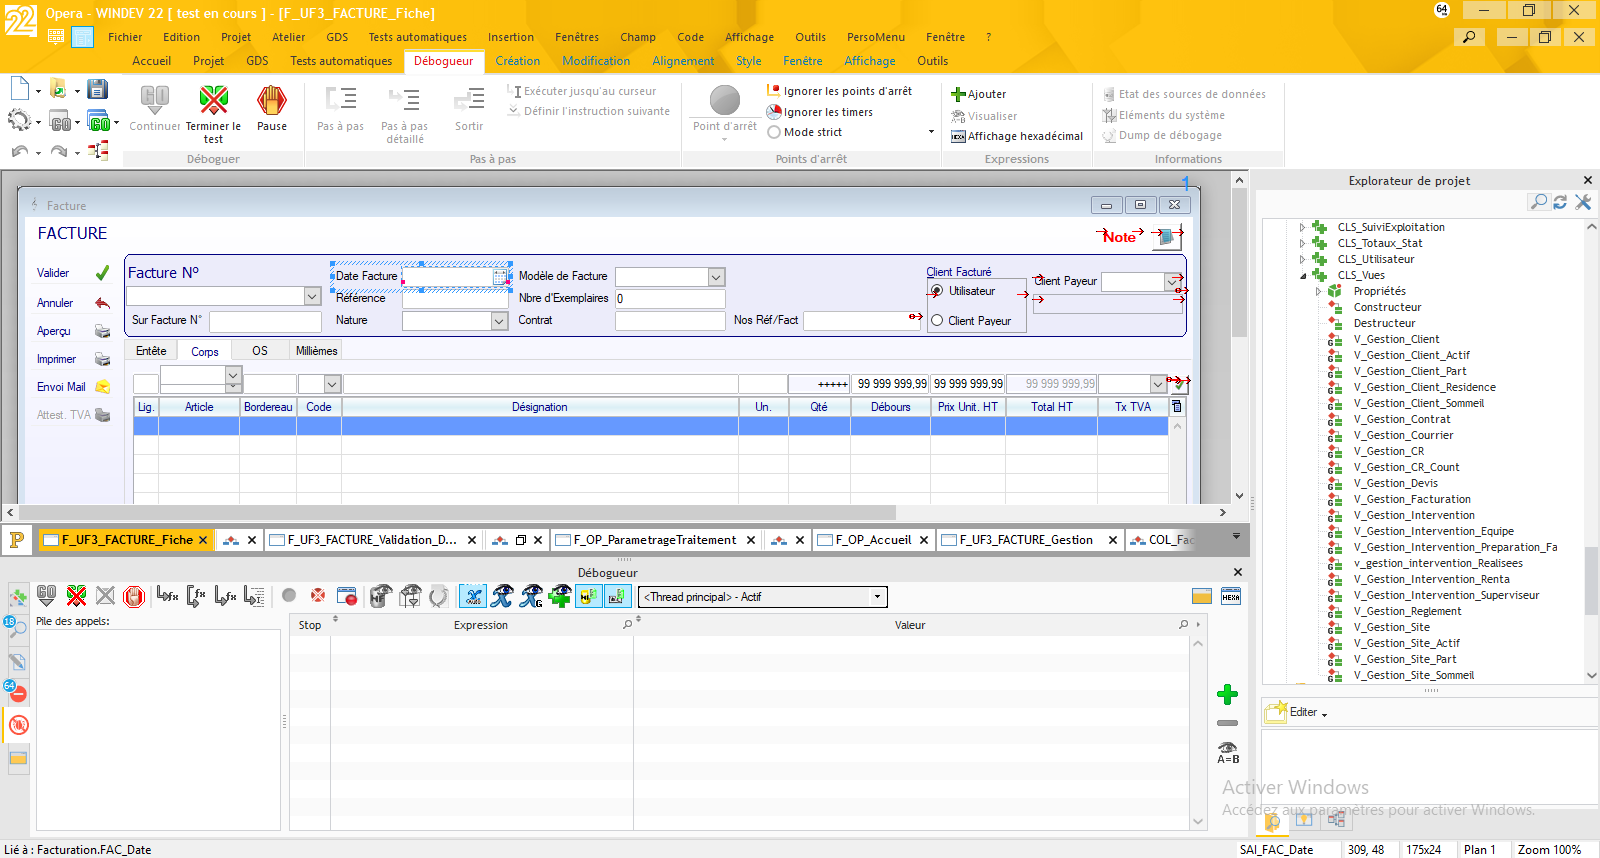 22 Opera - WINDEV 22 [ test en cours ] - [F_UF3_FACTURE_Fiche] 64
Fichier Edition Projet Atelier GDS Tests automatiques Insertion Fenêtres Champ Code Affichage Outils PersoMenu Fenêtre ?
Accueil Projet GDS Tests automatiques Débogueur Création Modification Alignement Style Fenêtre Affichage Outils
GO Continuer
Terminer le test
Pause
Déboguer
Pas à pas
Pas à pas détaillé
Sortir
Exécuter jusqu'au curseur
Définir l'instruction suivante
Pas à pas
Point d'arrêt
Ignorer les points d'arrêt
Ignorer les timers
Mode strict
Points d'arrêt
Ajouter
Visualiser
Affichage hexadécimal
Expressions
Etat des sources de données
Eléments du système
Dump de débogage
Informations
1
Facture
FACTURE
Note
Valider
Annuler
Aperçu
Imprimer
Envoi Mail
Attest. TVA
Facture N°
Date Facture
Modèle de Facture
Client Facturé
Client Payeur
Utilisateur
Référence
Nbre d'Exemplaires 0
Sur Facture N°
Nature
Contrat
Nos Réf/Fact
Client Payeur
Entête Corps OS Millièmes
+++++ 99 999 999,99 99 999 999,99 99 999 999,99
Lig. Article Bordereau Code Désignation Un. Qté Débours Prix Unit. HT Total HT Tx TVA
F_UF3_FACTURE_Fiche F_UF3_FACTURE_Validation_D... F_OP_ParametrageTraitement F_OP_Accueil F_UF3_FACTURE_Gestion COL_Fac
Débogueur
<Thread principal> - Actif
HEXA
Pile des appels:
Stop Expression Valeur
18
64
A=B
Explorateur de projet
CLS_SuiviExploitation
CLS_Totaux_Stat
CLS_Utilisateur
CLS_Vues
Propriétés
Constructeur
Destructeur
V_Gestion_Client
V_Gestion_Client_Actif
V_Gestion_Client_Part
V_Gestion_Client_Residence
V_Gestion_Client_Sommeil
V_Gestion_Contrat
V_Gestion_Courrier
V_Gestion_CR
V_Gestion_CR_Count
V_Gestion_Devis
V_Gestion_Facturation
V_Gestion_Intervention
V_Gestion_Intervention_Equipe
V_Gestion_Intervention_Preparation_Fa
v_gestion_intervention_Realisees
V_Gestion_Intervention_Renta
V_Gestion_Intervention_Superviseur
V_Gestion_Reglement
V_Gestion_Site
V_Gestion_Site_Actif
V_Gestion_Site_Part
V_Gestion_Site_Sommeil
Editer
Activer Windows
Accédez aux paramètres pour activer Windows.
Lié à : Facturation.FAC_Date SAI_FAC_Date 309, 48 175x24 Plan 1 Zoom 100%